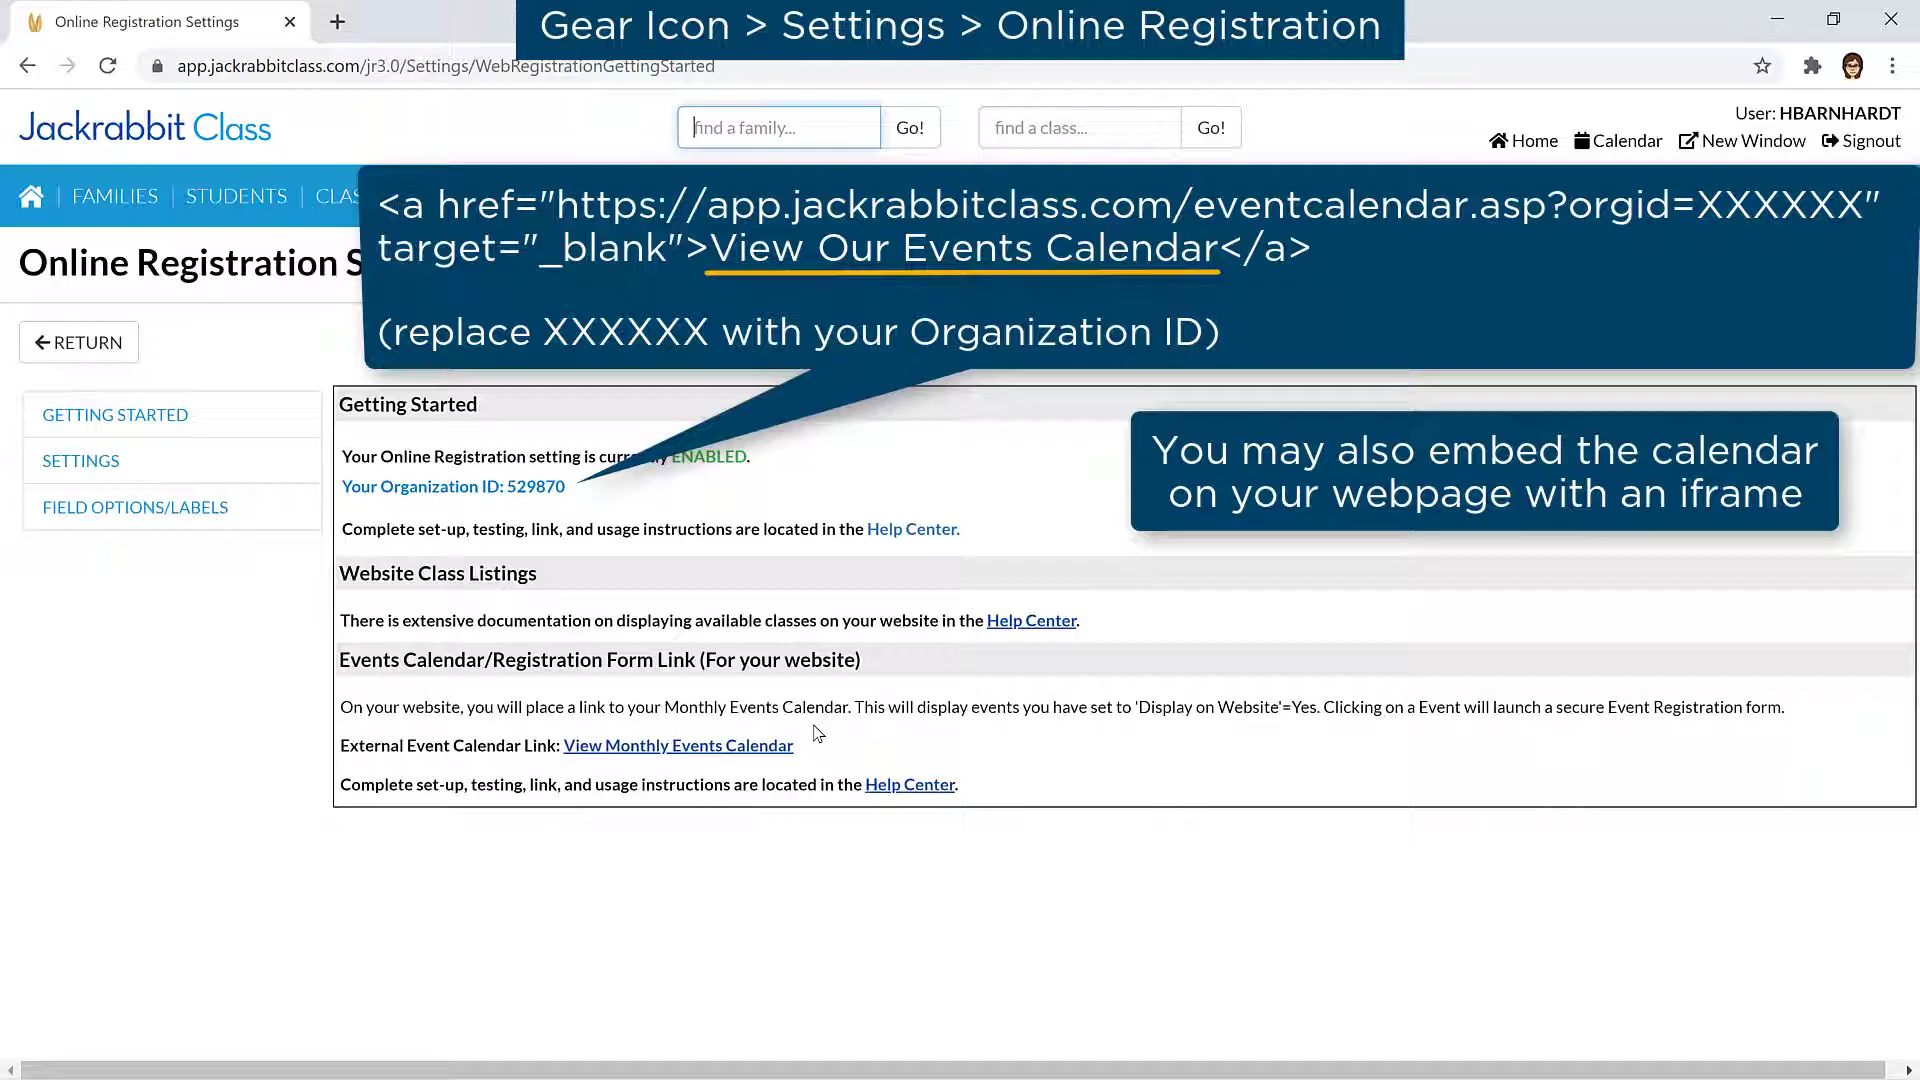 Online Registration Settings
Gear Icon > Settings > Online Registration
app.jackrabbitclass.com/jr3.0/Settings/WebRegistrationGettingStarted
Jackrabbit Class
find a family...
Go!
find a class...
Go!
User: HBARNHARDT
Home
Calendar
New Window
Signout
FAMILIES
STUDENTS
CLAS
<a href="https://app.jackrabbitclass.com/eventcalendar.asp?orgid=XXXXXX"
target="_blank">View Our Events Calendar</a>
(replace XXXXXX with your Organization ID)
Online Registration S
RETURN
GETTING STARTED
SETTINGS
FIELD OPTIONS/LABELS
Getting Started
Your Online Registration setting is currently ENABLED.
Your Organization ID: 529870
You may also embed the calendar
on your webpage with an iframe
Complete set-up, testing, link, and usage instructions are located in the Help Center.
Website Class Listings
There is extensive documentation on displaying available classes on your website in the Help Center.
Events Calendar/Registration Form Link (For your website)
On your website, you will place a link to your Monthly Events Calendar. This will display events you have set to 'Display on Website'=Yes. Clicking on a Event will launch a secure Event Registration form.
External Event Calendar Link: View Monthly Events Calendar
Complete set-up, testing, link, and usage instructions are located in the Help Center.